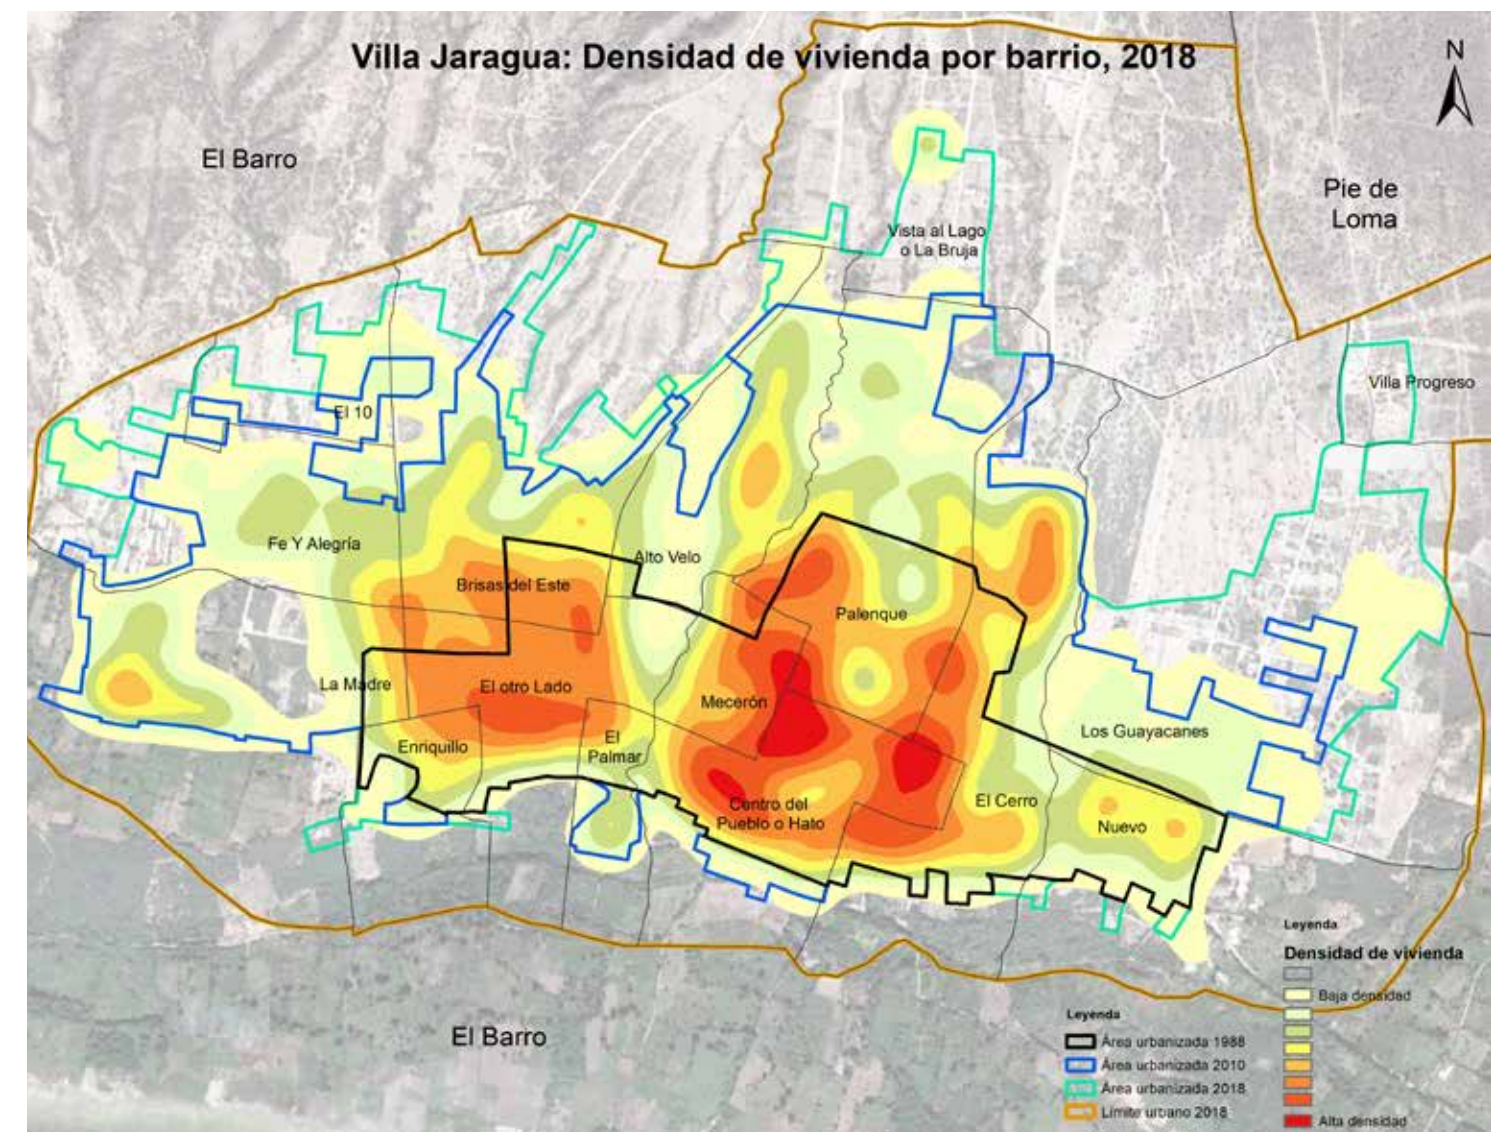 Villa Jaragua: Densidad de vivienda por barrio, 2018
N
El Barro
Pie de
Loma
Vista al Lago
o La Bruja
Villa Progreso
El 10
Fe Y Alegría
Alto Velo
Brisas del Este
Palenque
La Madre
El otro Lado
Mecerón
Enriquillo
El
Palmar
Los Guayacanes
Centro del
Pueblo o Hato
El Cerro
Nuevo
El Barro
Leyenda
Área urbanizada 1988
Área urbanizada 2010
Área urbanizada 2018
Límite urbano 2018
Leyenda
Densidad de vivienda
Baja densidad
Alta densidad